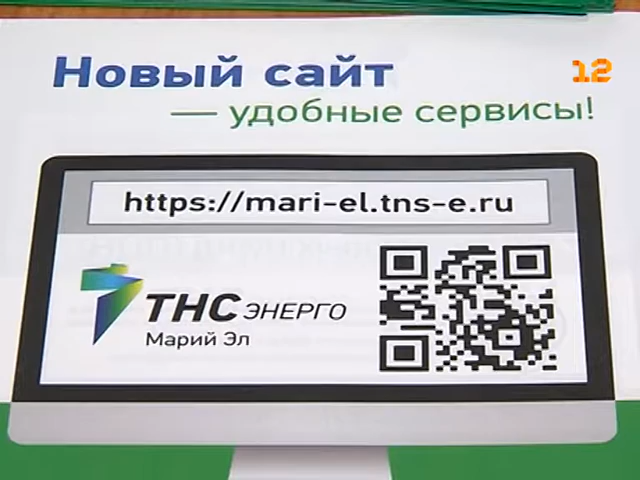 Новый сайт
12
— удобные сервисы!
https://mari-el.tns-e.ru
ТНС ЭНЕРГО
Марий Эл